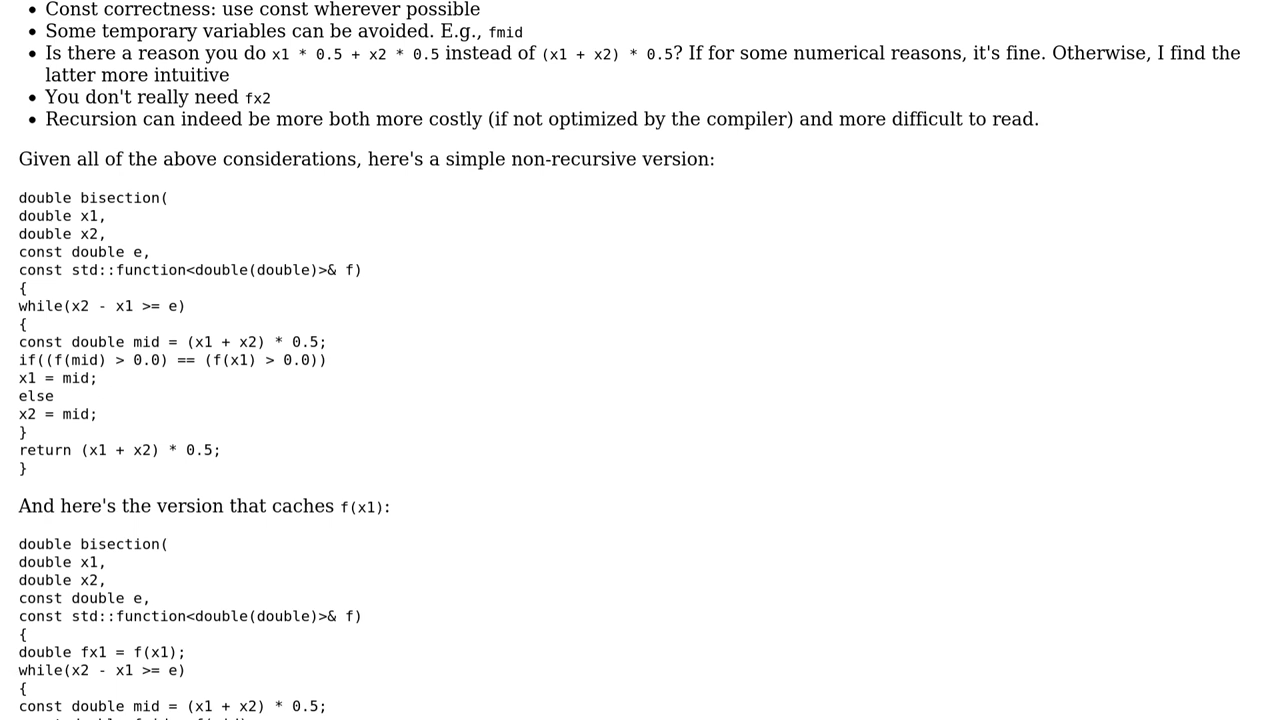 Const correctness: use const wherever possible
Some temporary variables can be avoided. E.g., fmid
Is there a reason you do x1 * 0.5 + x2 * 0.5 instead of (x1 + x2) * 0.5? If for some numerical reasons, it's fine. Otherwise, I find the
latter more intuitive
You don't really need fx2
Recursion can indeed be more both more costly (if not optimized by the compiler) and more difficult to read.
Given all of the above considerations, here's a simple non-recursive version:
double bisection(
double x1,
double x2,
const double e,
const std::function<double(double)>& f)
{
while(x2 - x1 >= e)
{
const double mid = (x1 + x2) * 0.5;
if((f(mid) > 0.0) == (f(x1) > 0.0))
x1 = mid;
else
x2 = mid;
}
return (x1 + x2) * 0.5;
}
And here's the version that caches f(x1):
double bisection(
double x1,
double x2,
const double e,
const std::function<double(double)>& f)
{
double fx1 = f(x1);
while(x2 - x1 >= e)
{
const double mid = (x1 + x2) * 0.5;